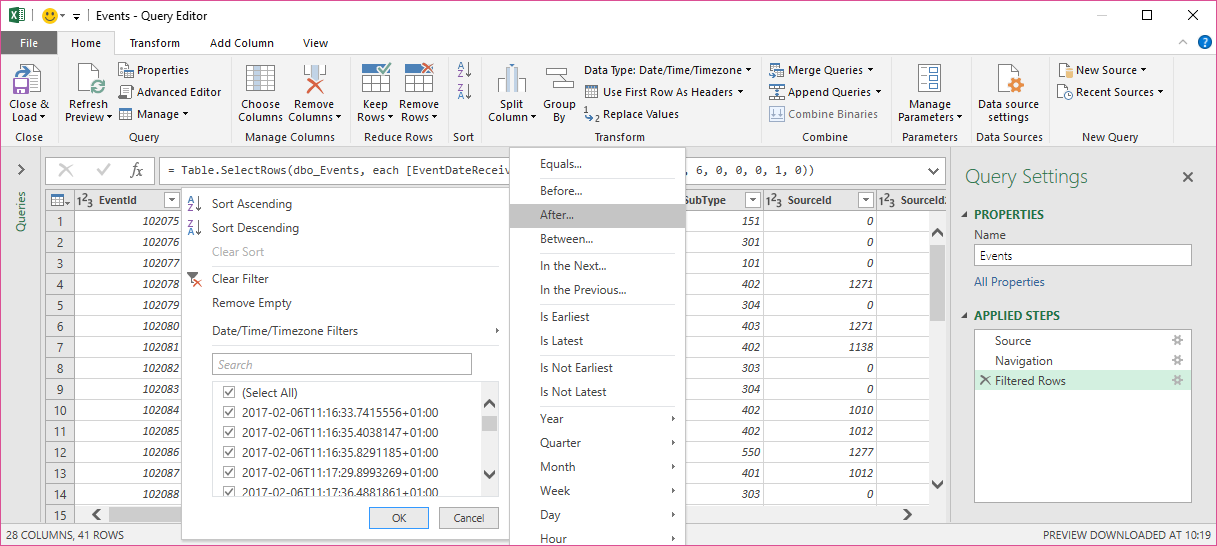 Events - Query Editor
File Home Transform Add Column View
Close & Load
Refresh Preview
Properties
Advanced Editor
Manage
Choose Columns
Remove Columns
Keep Rows
Remove Rows
Split Column
Group By
Data Type: Date/Time/Timezone
Use First Row As Headers
Replace Values
Merge Queries
Append Queries
Combine Binaries
Manage Parameters
Data source settings
New Source
Recent Sources
Close Query Manage Columns Reduce Rows Sort Transform Combine Parameters Data Sources New Query
Queries
= Table.SelectRows(dbo_Events, each [EventDateReceiv , 6, 0, 0, 0, 1, 0))
EventId SubType SourceId SourceId2
1 102075 151 0
2 102076 301 0
3 102077 101 0
4 102078 402 1271
5 102079 304 0
6 102080 403 1271
7 102081 402 1138
8 102082 303 0
9 102083 304 0
10 102084 402 1010
11 102085 402 1012
12 102086 550 1277
13 102087 401 1012
14 102088 303 0
15
Sort Ascending
Sort Descending
Clear Sort
Clear Filter
Remove Empty
Date/Time/Timezone Filters
Search
(Select All)
2017-02-06T11:16:33.7415556+01:00
2017-02-06T11:16:35.4038147+01:00
2017-02-06T11:16:35.8291185+01:00
2017-02-06T11:17:29.8993269+01:00
2017-02-06T11:17:36.4881861+01:00
OK Cancel
Equals...
Before...
After...
Between...
In the Next...
In the Previous...
Is Earliest
Is Latest
Is Not Earliest
Is Not Latest
Year
Quarter
Month
Week
Day
Hour
Query Settings
PROPERTIES
Name
Events
All Properties
APPLIED STEPS
Source
Navigation
Filtered Rows
28 COLUMNS, 41 ROWS PREVIEW DOWNLOADED AT 10:19